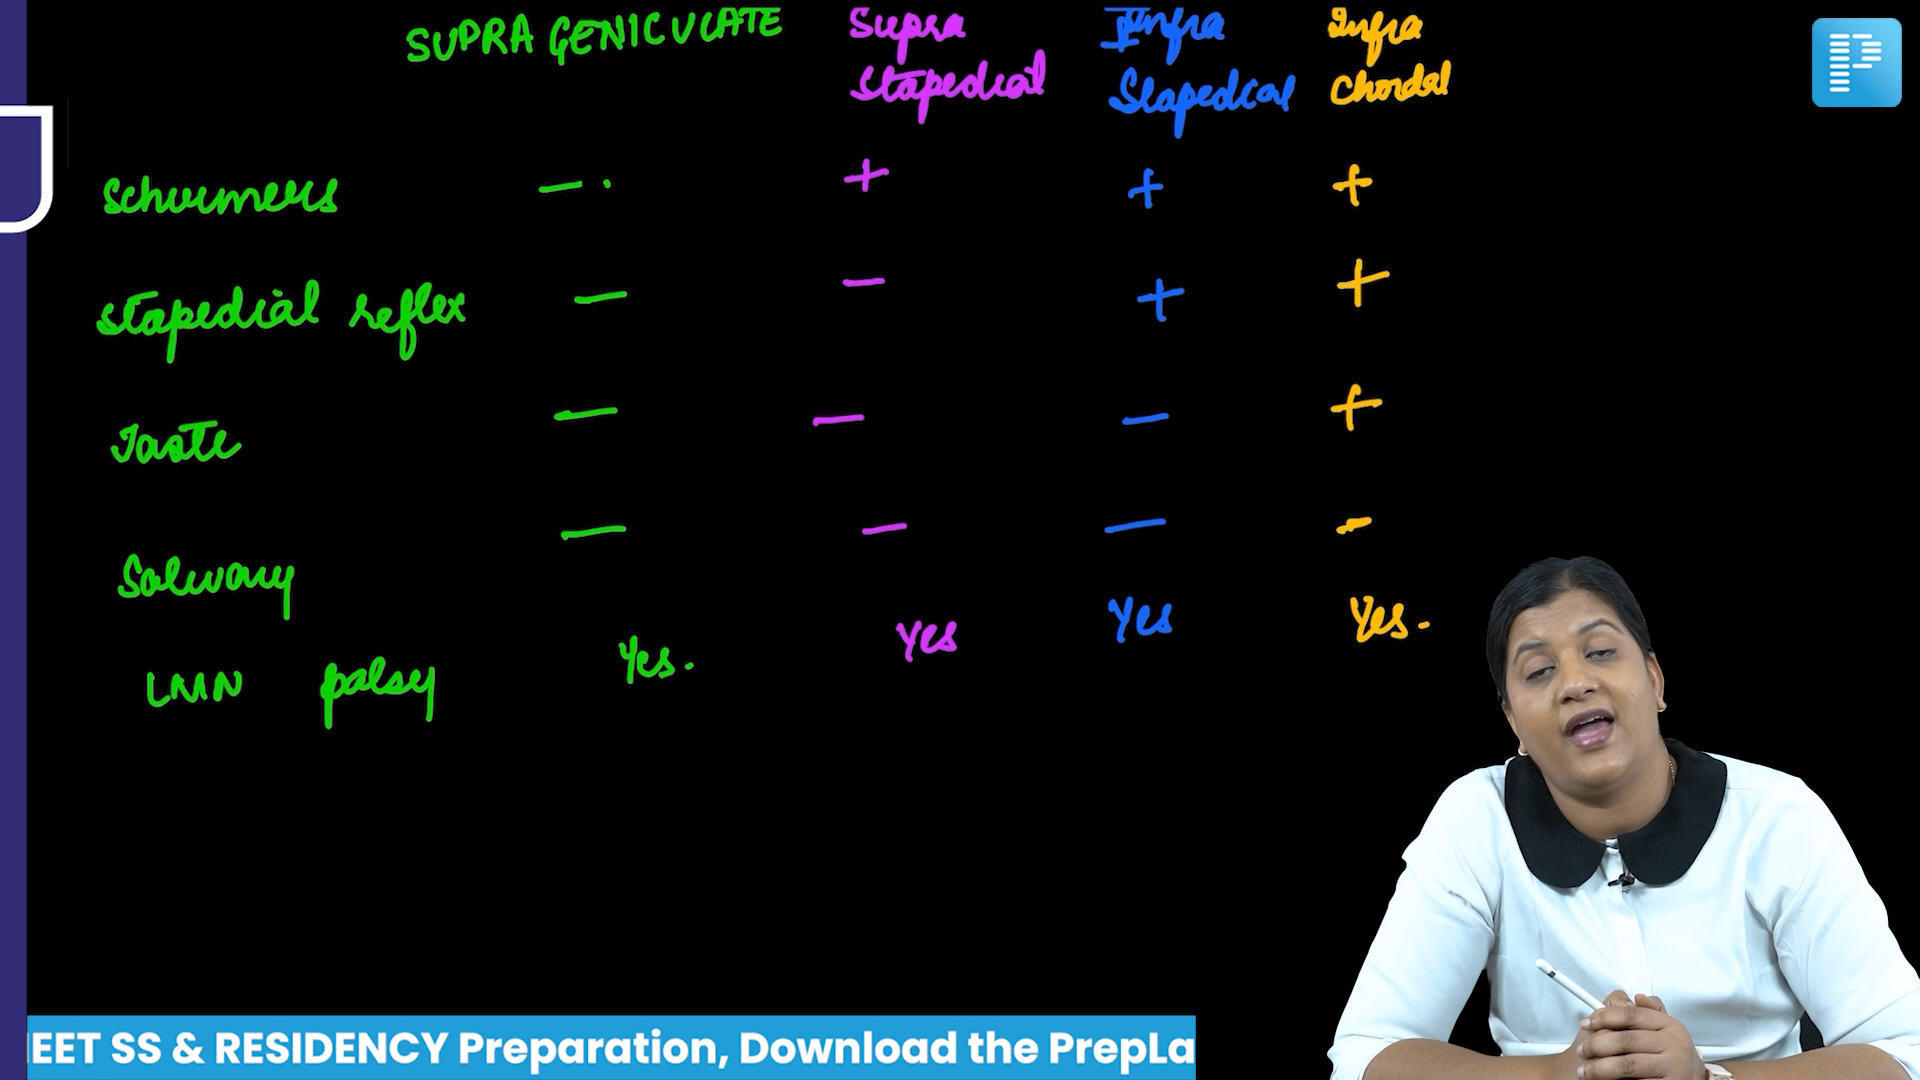 SUPRA GENICULATE Supra Stapedial Infra Stapedial Infra Chordal
Schirmers - . + + +
Stapedial reflex - - + +
Taste - - - +
Salivary - - - -
LMN palsy Yes. Yes Yes Yes.
P
EET SS & RESIDENCY Preparation, Download the PrepLa